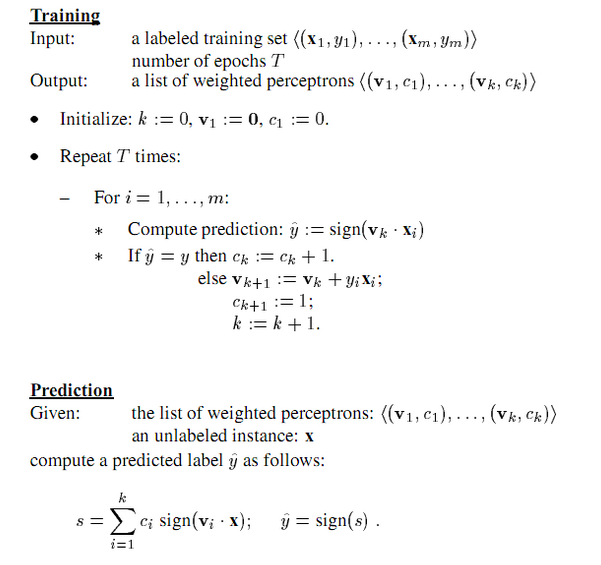 Training
Input: a labeled training set ⟨(x₁, y₁), . . . , (xₘ, yₘ)⟩
number of epochs T
Output: a list of weighted perceptrons ⟨(v₁, c₁), . . . , (vₖ, cₖ)⟩
• Initialize: k := 0, v₁ := 0, c₁ := 0.
• Repeat T times:
– For i = 1, . . . , m:
* Compute prediction: ŷ := sign(vₖ · xᵢ)
* If ŷ = y then cₖ := cₖ + 1.
else vₖ₊₁ := vₖ + yᵢxᵢ;
cₖ₊₁ := 1;
k := k + 1.
Prediction
Given: the list of weighted perceptrons: ⟨(v₁, c₁), . . . , (vₖ, cₖ)⟩
an unlabeled instance: x
compute a predicted label ŷ as follows:
s = ∑ᵢ₌₁ᵏ cᵢ sign(vᵢ · x); ŷ = sign(s) .